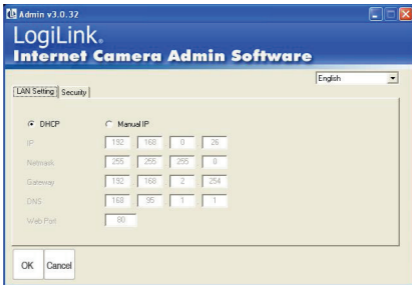 Admin v3.0.32
LogiLink.
Internet Camera Admin Software
English
LAN Setting Security
DHCP Manual IP
IP 192 168 0 26
Netmask 255 255 255 0
Gateway 192 168 2 254
DNS 168 95 1 1
Web Port 80
OK Cancel